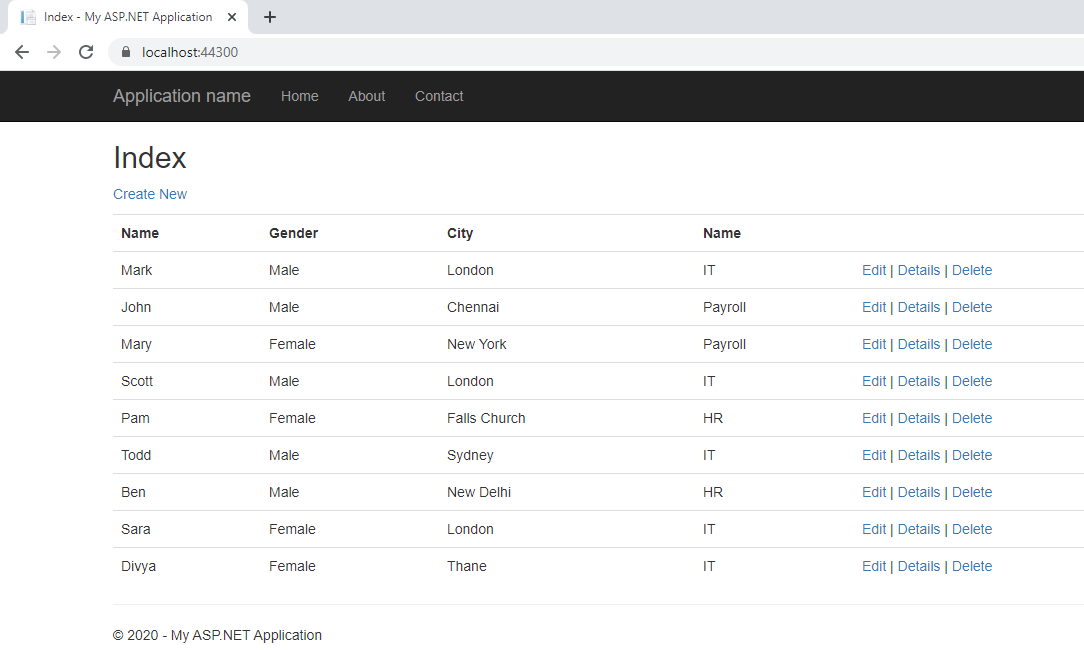 Index - My ASP.NET Application
localhost:44300
Application name Home About Contact
Index
Create New
Name Gender City Name
Mark Male London IT Edit | Details | Delete
John Male Chennai Payroll Edit | Details | Delete
Mary Female New York Payroll Edit | Details | Delete
Scott Male London IT Edit | Details | Delete
Pam Female Falls Church HR Edit | Details | Delete
Todd Male Sydney IT Edit | Details | Delete
Ben Male New Delhi HR Edit | Details | Delete
Sara Female London IT Edit | Details | Delete
Divya Female Thane IT Edit | Details | Delete
© 2020 - My ASP.NET Application